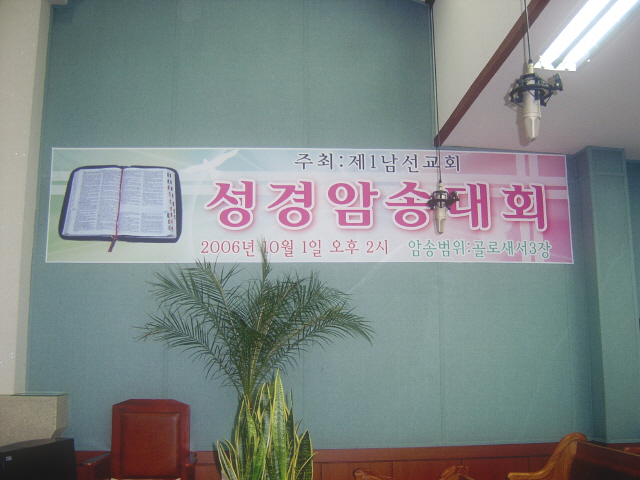 주최:제1남선교회
성경암송대회
2006년 10월 1일 오후 2시 암송범위:골로새서3장